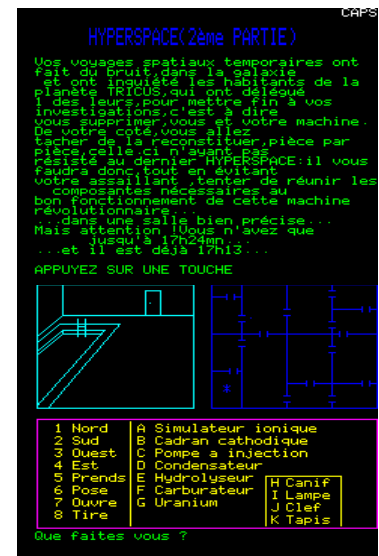 CAPS
HYPERSPACE(2ème PARTIE)
Vos voyages spatiaux temporaires ont
fait du bruit,dans la galaxie
et ont inquiété les habitants de la
planète TRICUS,qui ont délégué
1 des leurs,pour mettre fin à vos
investigations,c'est à dire
vous supprimer,vous et votre machine.
De votre coté,vous allez
tacher de la reconstituer,pièce par
pièce,celle.ci n'ayant pas
résisté au dernier HYPERSPACE:il vous
faudra donc,tout en évitant
votre assaillant ,tenter de réunir les
composantes nécessaires au
bon fonctionnement de cette machine
révolutionnaire...
...dans une salle bien précise...
Mais attention !Vous n'avez que
jusqu'à 17h24mn...
...et il est déjà 17h13...
APPUYEZ SUR UNE TOUCHE
1 Nord A Simulateur ionique
2 Sud B Cadran cathodique
3 Ouest C Pompe a injection
4 Est D Condensateur
5 Prends E Hydrolyseur H Canif
6 Pose F Carburateur I Lampe
7 Ouvre G Uranium J Clef
8 Tire K Tapis
Que faites vous ?